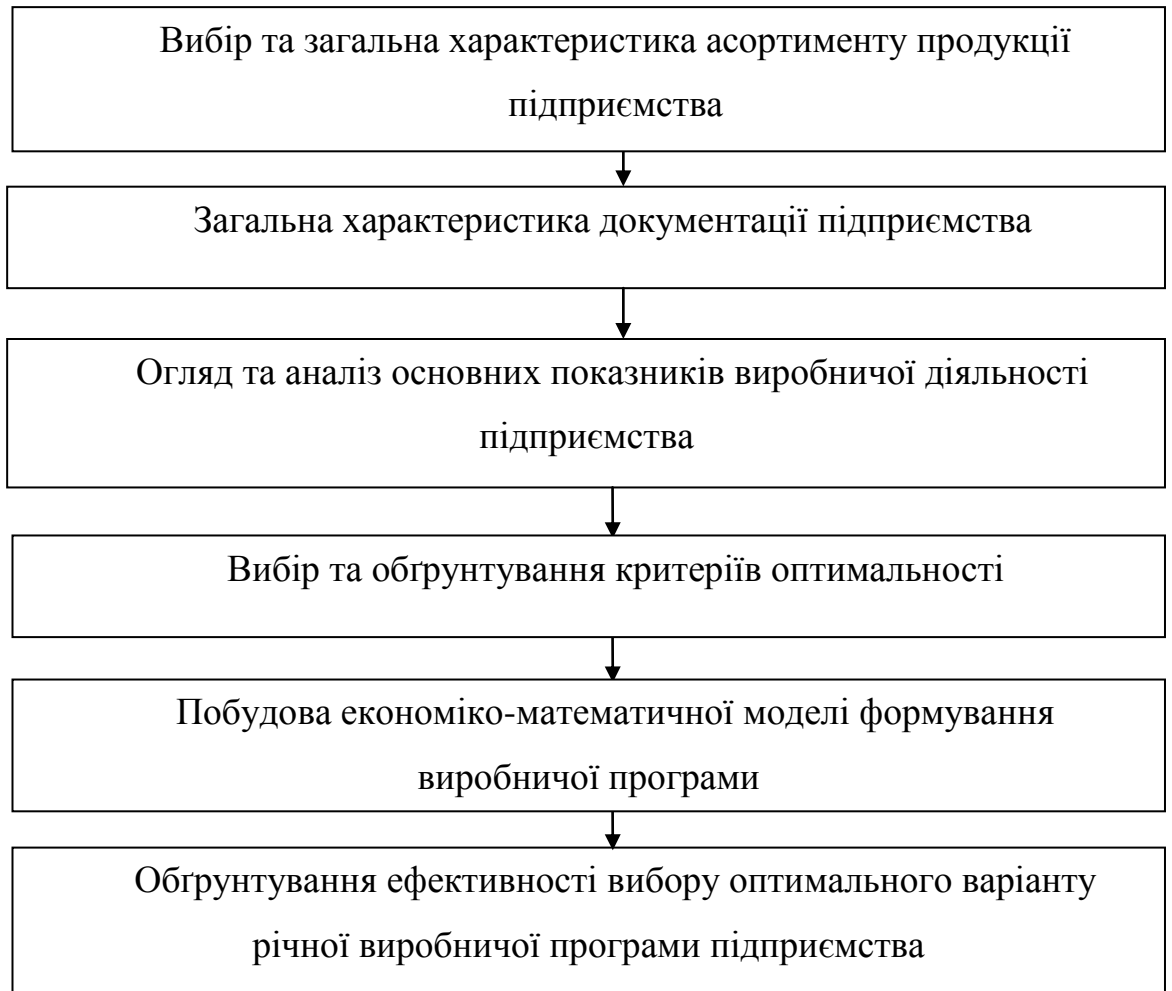 Вибір та загальна характеристика асортименту продукції
підприємства
Загальна характеристика документації підприємства
Огляд та аналіз основних показників виробничої діяльності
підприємства
Вибір та обґрунтування критеріїв оптимальності
Побудова економіко-математичної моделі формування
виробничої програми
Обґрунтування ефективності вибору оптимального варіанту
річної виробничої програми підприємства